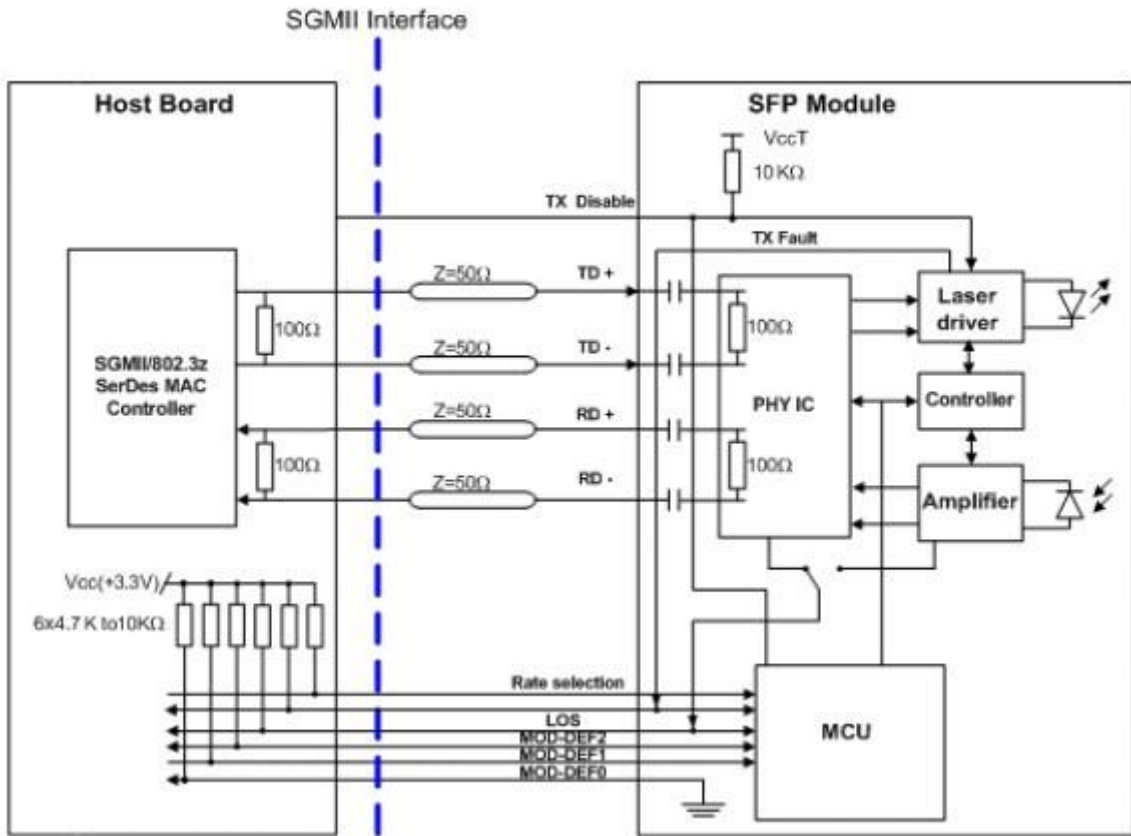 SGMII Interface
Host Board
SFP Module
VccT
10 KΩ
TX Disable
TX Fault
Z=50Ω
TD +
Laser
driver
100Ω
100Ω
Z=50Ω
TD -
SGMII/802.3z
SerDes MAC
Controller
PHY IC
Controller
Z=50Ω
RD +
100Ω
100Ω
Z=50Ω
RD -
Amplifier
Vcc(+3.3V)
6x4.7 K to10KΩ
Rate selection
LOS
MOD-DEF2
MOD-DEF1
MOD-DEF0
MCU